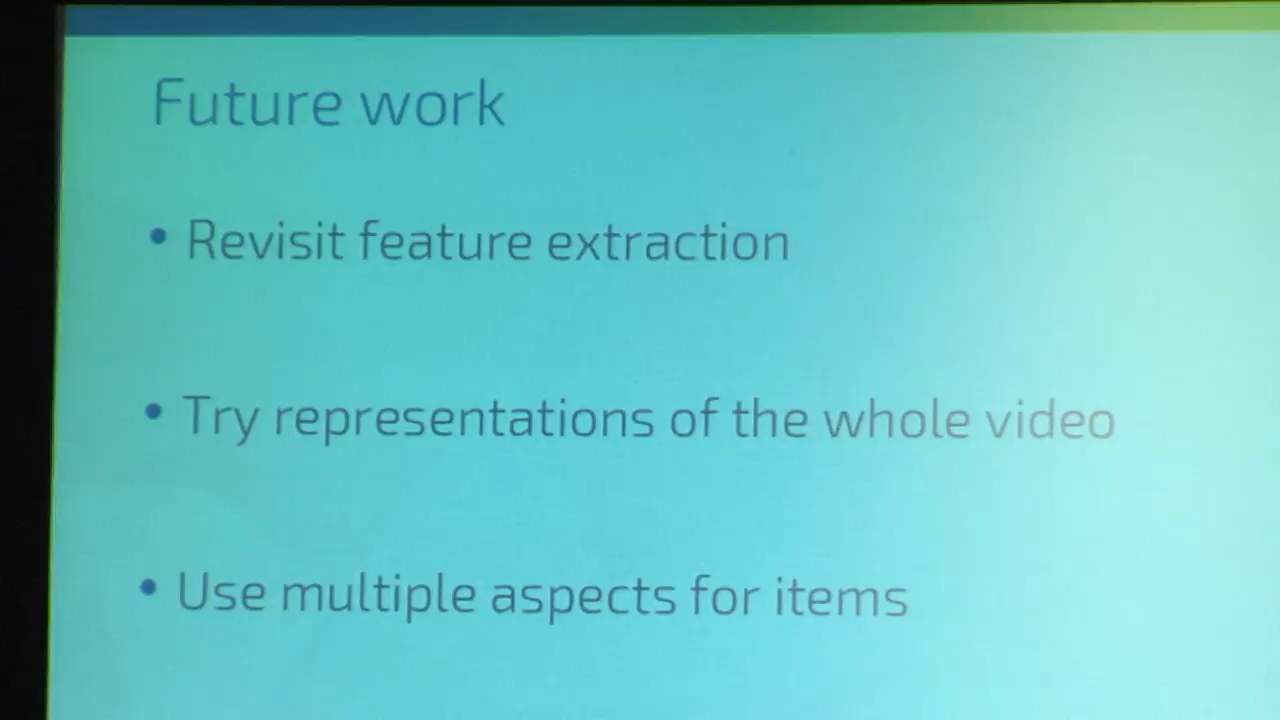 Future work
• Revisit feature extraction
• Try representations of the whole video
• Use multiple aspects for items